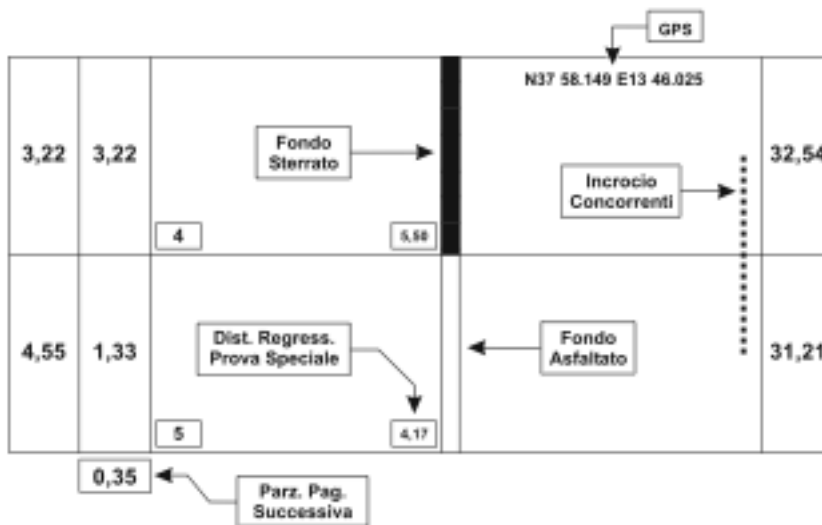 GPS
N37 58.149 E13 46.025
3,22
3,22
Fondo
Sterrato
Incrocio
Concorrenti
32,54
4
5,50
4,55
1,33
Dist. Regress.
Prova Speciale
Fondo
Asfaltato
31,21
5
4,17
0,35
Parz. Pag.
Successiva